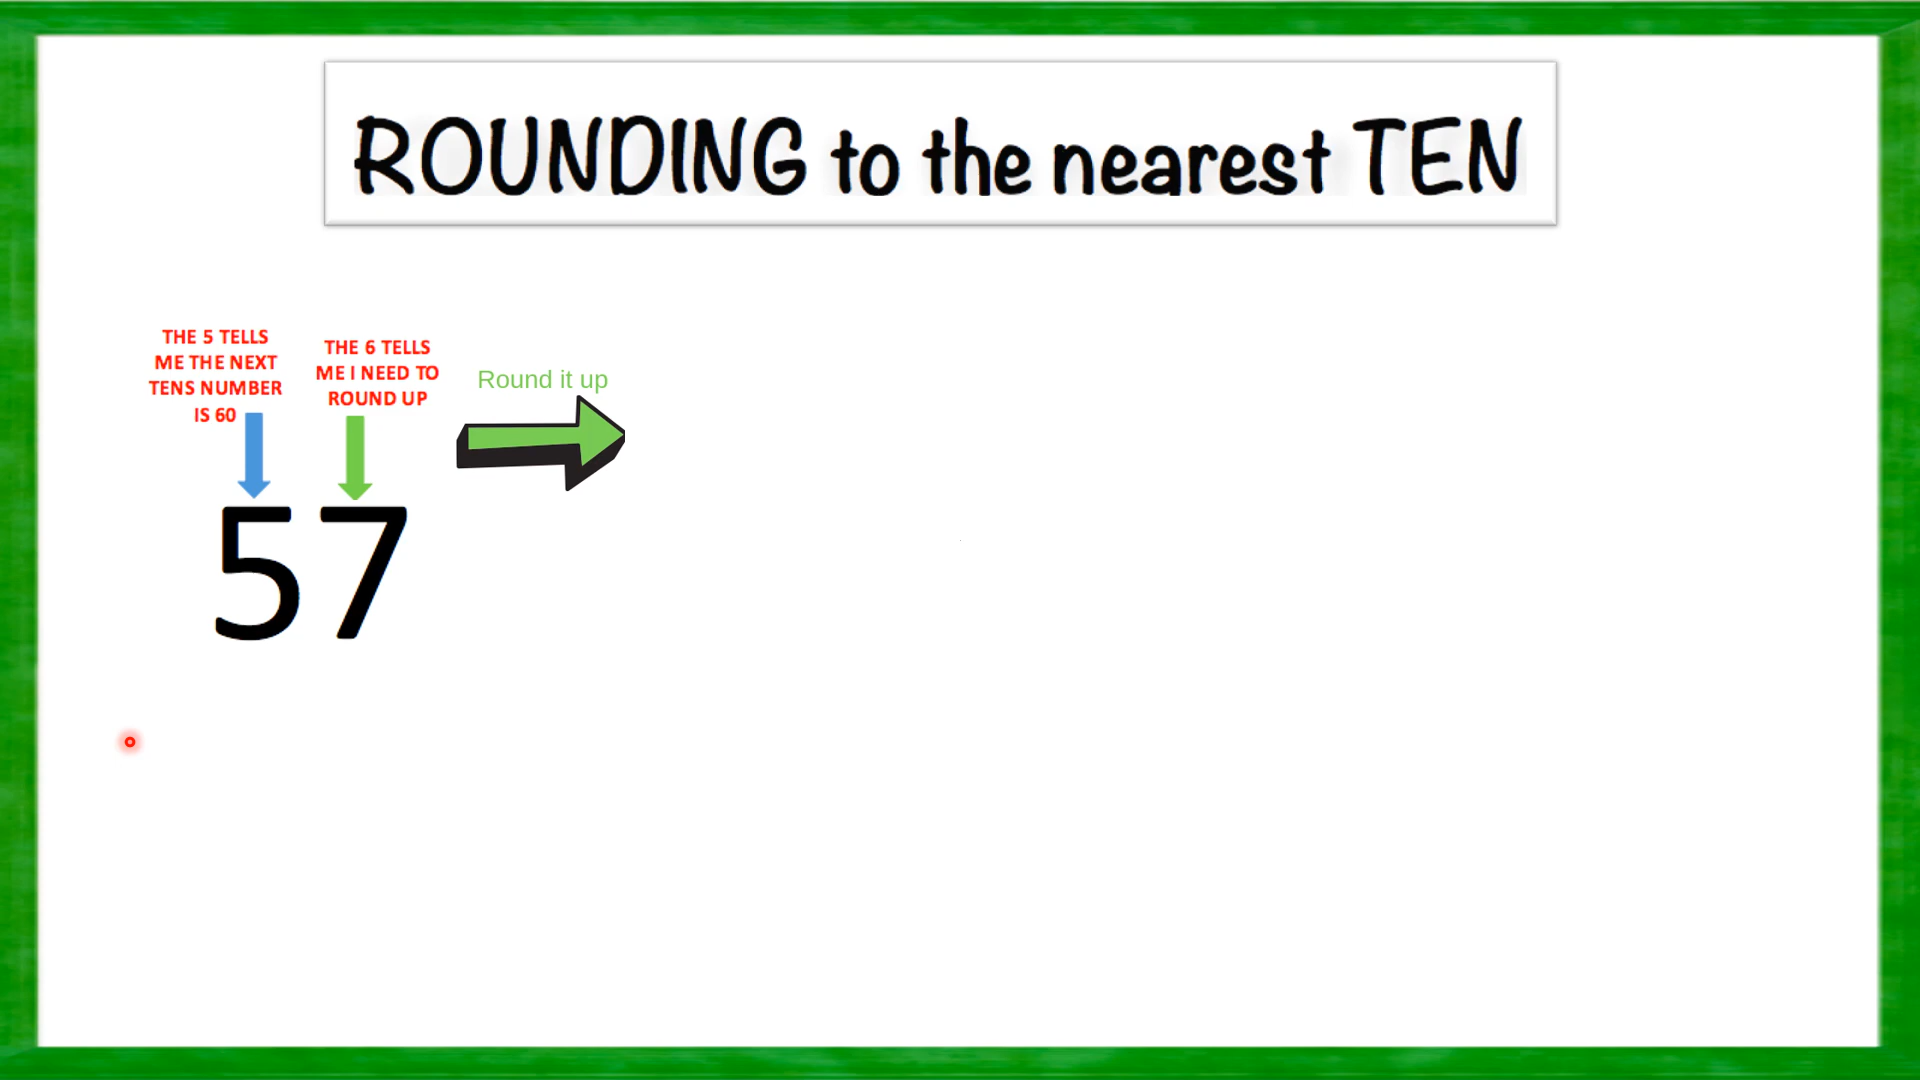 ROUNDING to the nearest TEN
THE 5 TELLS
ME THE NEXT
TENS NUMBER
IS 60
THE 6 TELLS
ME I NEED TO
ROUND UP
Round it up
57